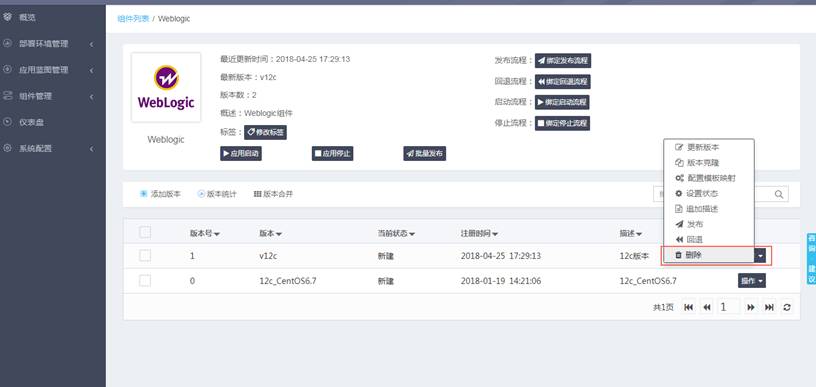 概览
部署环境管理
应用蓝图管理
组件管理
仪表盘
系统配置
组件列表 / Weblogic
WebLogic
Weblogic
最近更新时间：2018-04-25 17:29:13
最新版本：v12c
版本数：2
概述：Weblogic组件
标签： 修改标签
应用启动 应用停止 批量发布
发布流程： 绑定发布流程
回退流程： 绑定回退流程
启动流程： 绑定启动流程
停止流程： 绑定停止流程
添加版本 版本统计 版本合并
更新版本
版本克隆
配置模板映射
设置状态
追加描述
发布
回退
删除
版本号 版本 当前状态 注册时间 描述
1 v12c 新建 2018-04-25 17:29:13 12c版本
0 12c_CentOS6.7 新建 2018-01-19 14:21:06 12c_CentOS6.7 操作
共1页 1
咨询·建议